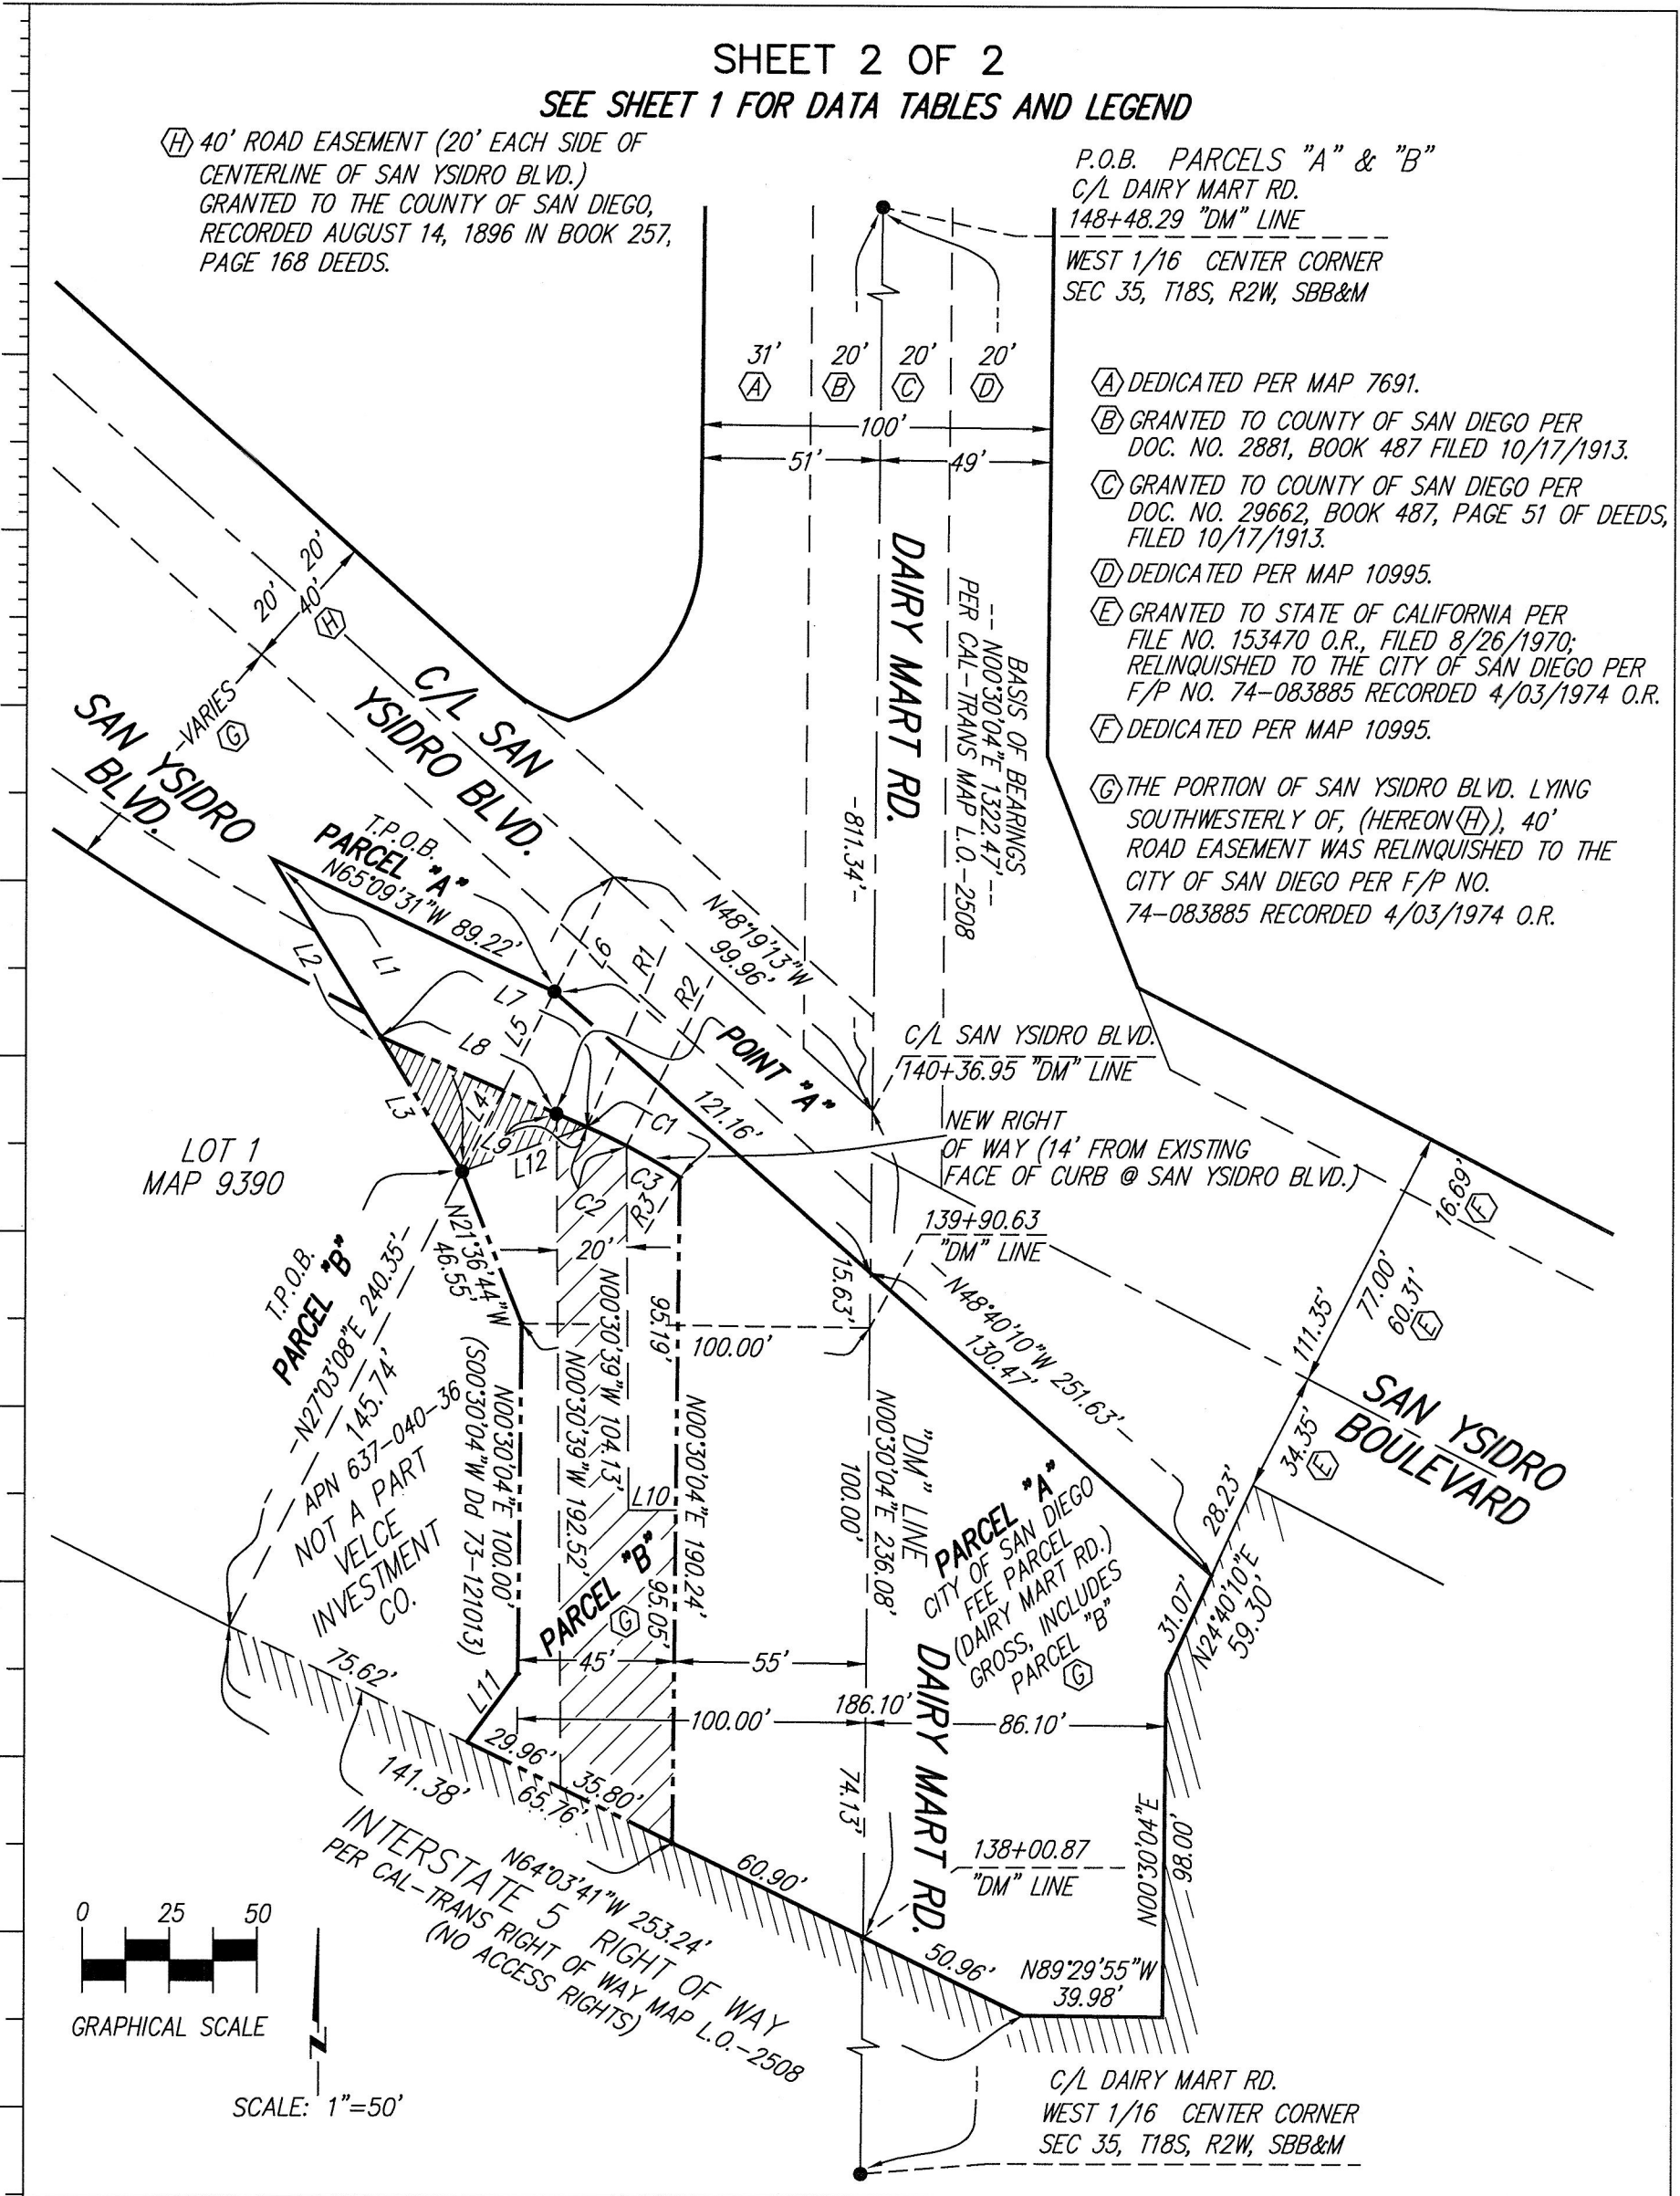 SHEET 2 OF 2
SEE SHEET 1 FOR DATA TABLES AND LEGEND
H 40' ROAD EASEMENT (20' EACH SIDE OF
CENTERLINE OF SAN YSIDRO BLVD.)
GRANTED TO THE COUNTY OF SAN DIEGO,
RECORDED AUGUST 14, 1896 IN BOOK 257,
PAGE 168 DEEDS.
P.O.B. PARCELS "A" & "B"
C/L DAIRY MART RD.
148+48.29 "DM" LINE
WEST 1/16 CENTER CORNER
SEC 35, T18S, R2W, SBB&M
31' 20' 20' 20'
A B C D
100'
51' 49'
A DEDICATED PER MAP 7691.
B GRANTED TO COUNTY OF SAN DIEGO PER
DOC. NO. 2881, BOOK 487 FILED 10/17/1913.
C GRANTED TO COUNTY OF SAN DIEGO PER
DOC. NO. 29662, BOOK 487, PAGE 51 OF DEEDS,
FILED 10/17/1913.
D DEDICATED PER MAP 10995.
E GRANTED TO STATE OF CALIFORNIA PER
FILE NO. 153470 O.R., FILED 8/26/1970;
RELINQUISHED TO THE CITY OF SAN DIEGO PER
F/P NO. 74-083885 RECORDED 4/03/1974 O.R.
F DEDICATED PER MAP 10995.
G THE PORTION OF SAN YSIDRO BLVD. LYING
SOUTHWESTERLY OF, (HEREON H), 40'
ROAD EASEMENT WAS RELINQUISHED TO THE
CITY OF SAN DIEGO PER F/P NO.
74-083885 RECORDED 4/03/1974 O.R.
20'
20'
40'
H
VARIES
G
SAN YSIDRO
BLVD.
C/L SAN
YSIDRO BLVD.
DAIRY MART RD.
BASIS OF BEARINGS
-- N00°30'04"E 1322.47' --
PER CAL-TRANS MAP L.O.-2508
-811.34'-
T.P.O.B.
PARCEL "A"
N65°09'31"W 89.22'
N48°19'13"W
99.96'
L1
L2
L3
L4
L5
L6
L7
L8
L9
L12
R1
R2
R3
C1
C2
C3
POINT "A"
121.16'
C/L SAN YSIDRO BLVD.
140+36.95 "DM" LINE
NEW RIGHT
OF WAY (14' FROM EXISTING
FACE OF CURB @ SAN YSIDRO BLVD.)
139+90.63
"DM" LINE
LOT 1
MAP 9390
T.P.O.B.
PARCEL "B"
N21°36'44"W
46.55'
20'
15.63'
100.00'
N48°40'10"W 251.63'
130.47'
16.69'
F
77.00'
60.31'
E
111.35'
34.35'
E
SAN YSIDRO
BOULEVARD
28.23'
31.07'
N24°40'10"E
59.30'
-N27°03'08"E 240.35'-
145.74'
APN 637-040-36
NOT A PART
VELCE
INVESTMENT
CO.
N00°30'04"E 100.00'
(S00°30'04"W Dd 73-121013)
N00°30'39"W 192.52'
N00°30'39"W 104.13'
95.19'
N00°30'04"E 190.24'
95.05'
L10
PARCEL "B"
G
"DM" LINE
N00°30'04"E 236.08'
100.00'
PARCEL "A"
CITY OF SAN DIEGO
FEE PARCEL
(DAIRY MART RD.)
GROSS, INCLUDES
PARCEL "B"
G
45' 55'
100.00' 186.10' 86.10'
L11
75.62'
29.96'
35.80'
65.76'
141.38'
74.13'
DAIRY MART RD.
INTERSTATE 5 RIGHT OF WAY
N64°03'41"W 253.24'
PER CAL-TRANS RIGHT OF WAY MAP L.O.-2508
(NO ACCESS RIGHTS)
60.90'
138+00.87
"DM" LINE
N00°30'04"E
98.00'
50.96'
N89°29'55"W
39.98'
0 25 50
GRAPHICAL SCALE
N
SCALE: 1"=50'
C/L DAIRY MART RD.
WEST 1/16 CENTER CORNER
SEC 35, T18S, R2W, SBB&M